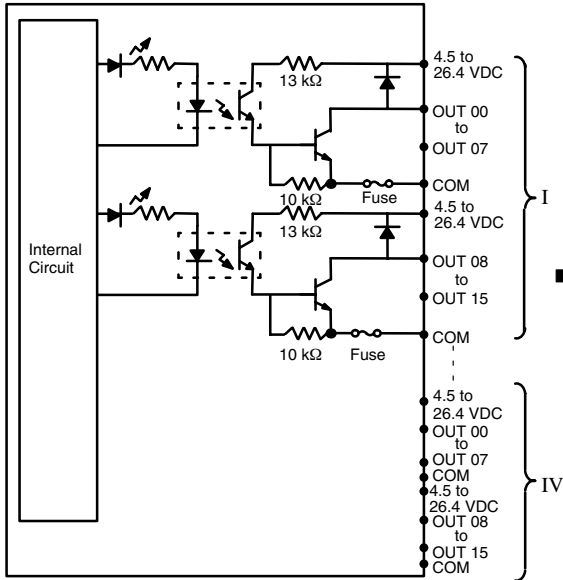 4.5 to
26.4 VDC
13 kΩ
OUT 00
to
OUT 07
10 kΩ
Fuse
COM
I
4.5 to
26.4 VDC
13 kΩ
Internal
Circuit
OUT 08
to
OUT 15
10 kΩ
Fuse
COM
4.5 to
26.4 VDC
OUT 00
to
OUT 07
COM
4.5 to
26.4 VDC
IV
OUT 08
to
OUT 15
COM